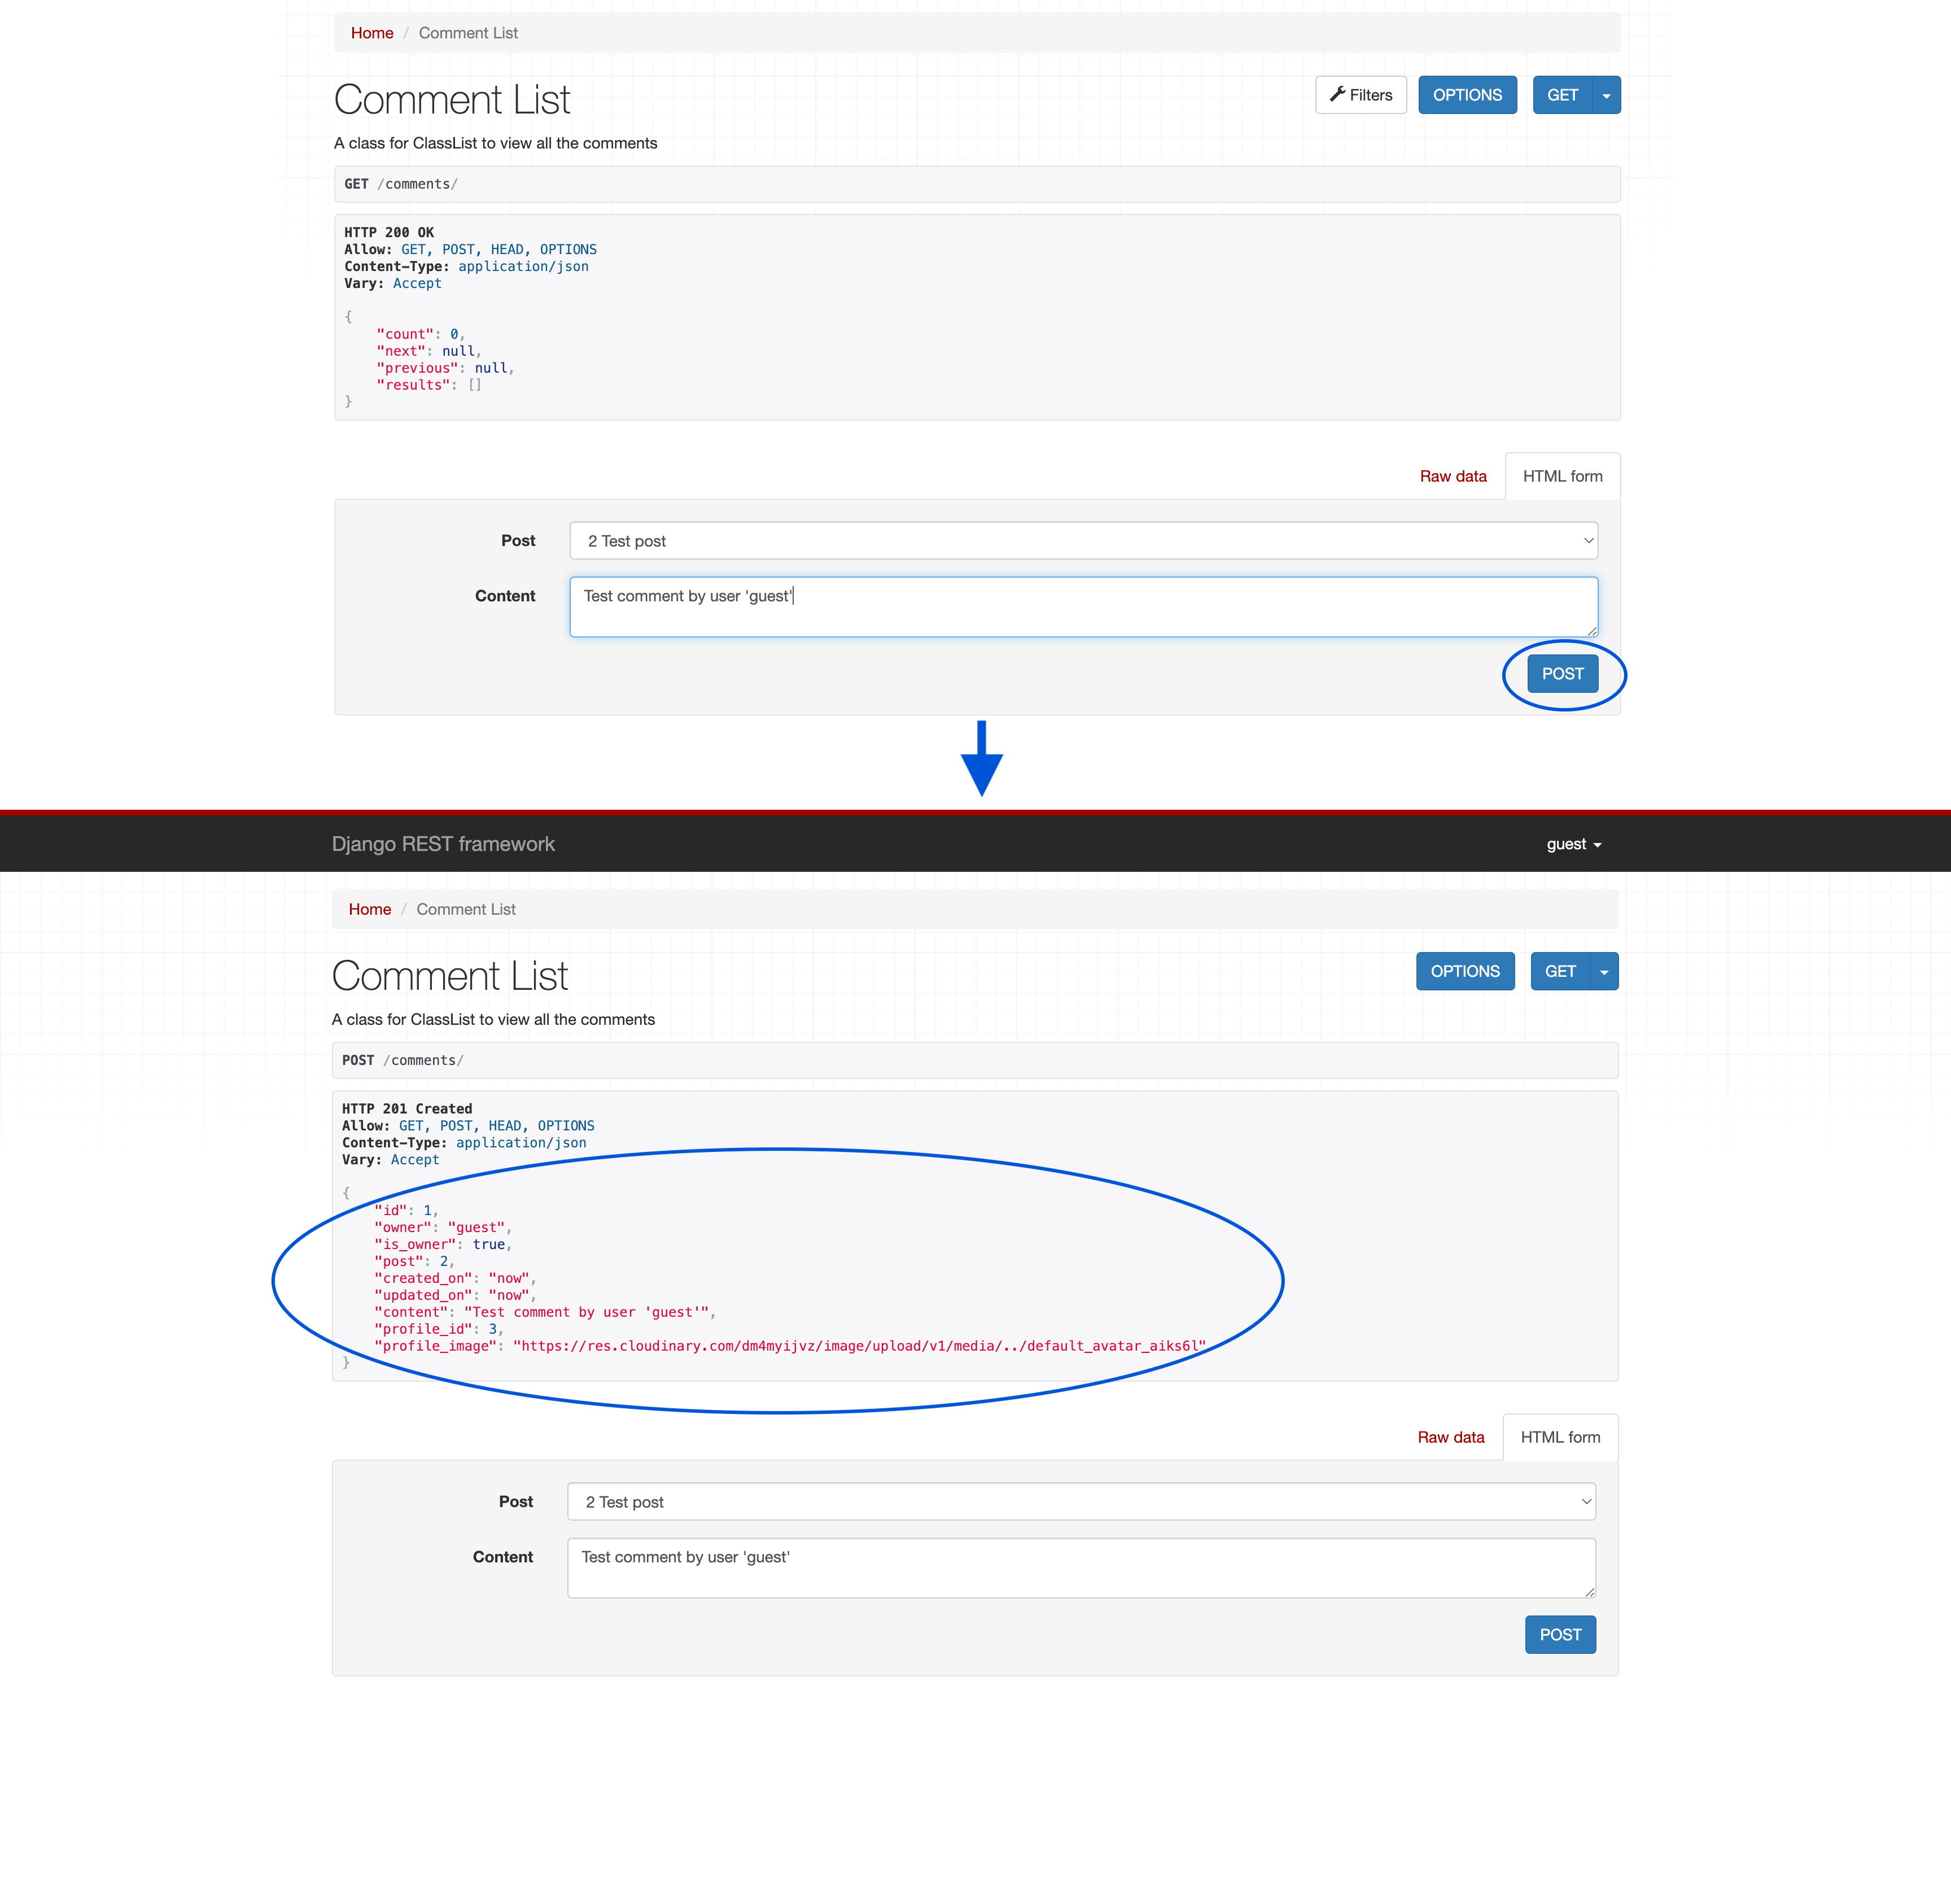 Home / Comment List
Comment List
Filters
OPTIONS
GET
A class for ClassList to view all the comments
GET /comments/
HTTP 200 OK
Allow: GET, POST, HEAD, OPTIONS
Content-Type: application/json
Vary: Accept
{
"count": 0,
"next": null,
"previous": null,
"results": []
}
Raw data
HTML form
Post
2 Test post
Content
Test comment by user 'guest'
POST
Django REST framework
guest
Home / Comment List
Comment List
OPTIONS
GET
A class for ClassList to view all the comments
POST /comments/
HTTP 201 Created
Allow: GET, POST, HEAD, OPTIONS
Content-Type: application/json
Vary: Accept
{
"id": 1,
"owner": "guest",
"is_owner": true,
"post": 2,
"created_on": "now",
"updated_on": "now",
"content": "Test comment by user 'guest'",
"profile_id": 3,
"profile_image": "https://res.cloudinary.com/dm4myijvz/image/upload/v1/media/../default_avatar_aiks6l"
}
Raw data
HTML form
Post
2 Test post
Content
Test comment by user 'guest'
POST